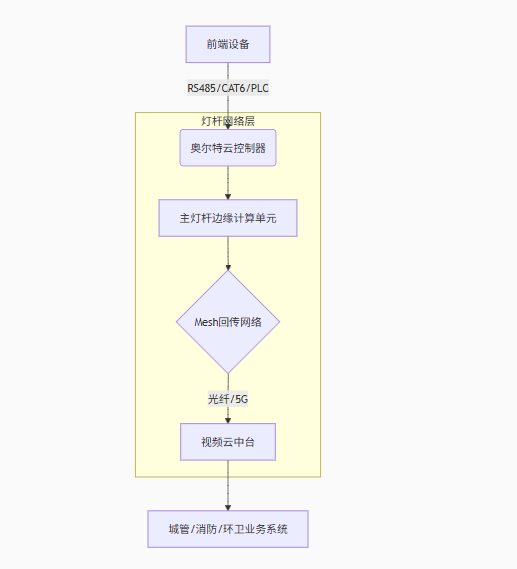 前端设备
RS485/CAT6/PLC
灯杆网络层
奥尔特云控制器
主灯杆边缘计算单元
Mesh回传网络
光纤/5G
视频云中台
城管/消防/环卫业务系统